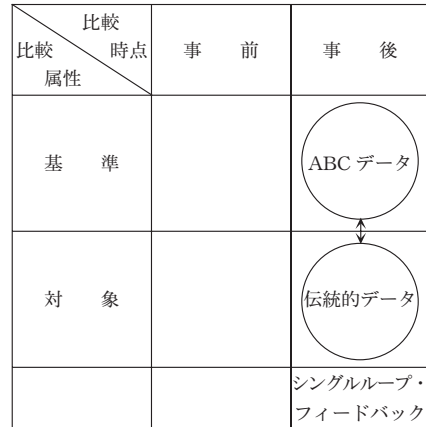 比較
比較 時点
属性
事 前
事 後
基 準
ABC データ
対 象
伝統的データ
シングルループ・
フィードバック